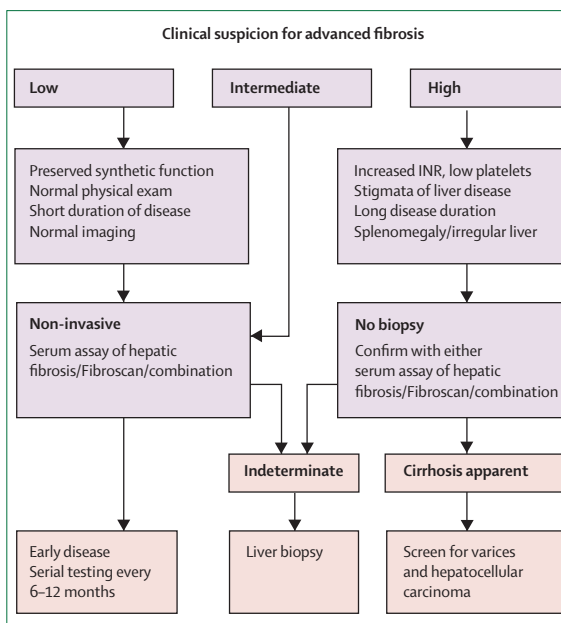 Clinical suspicion for advanced fibrosis
Low
Intermediate
High
Preserved synthetic function
Normal physical exam
Short duration of disease
Normal imaging
Increased INR, low platelets
Stigmata of liver disease
Long disease duration
Splenomegaly/irregular liver
Non-invasive
Serum assay of hepatic
fibrosis/Fibroscan/combination
No biopsy
Confirm with either
serum assay of hepatic
fibrosis/Fibroscan/combination
Indeterminate
Cirrhosis apparent
Early disease
Serial testing every
6–12 months
Liver biopsy
Screen for varices
and hepatocellular
carcinoma